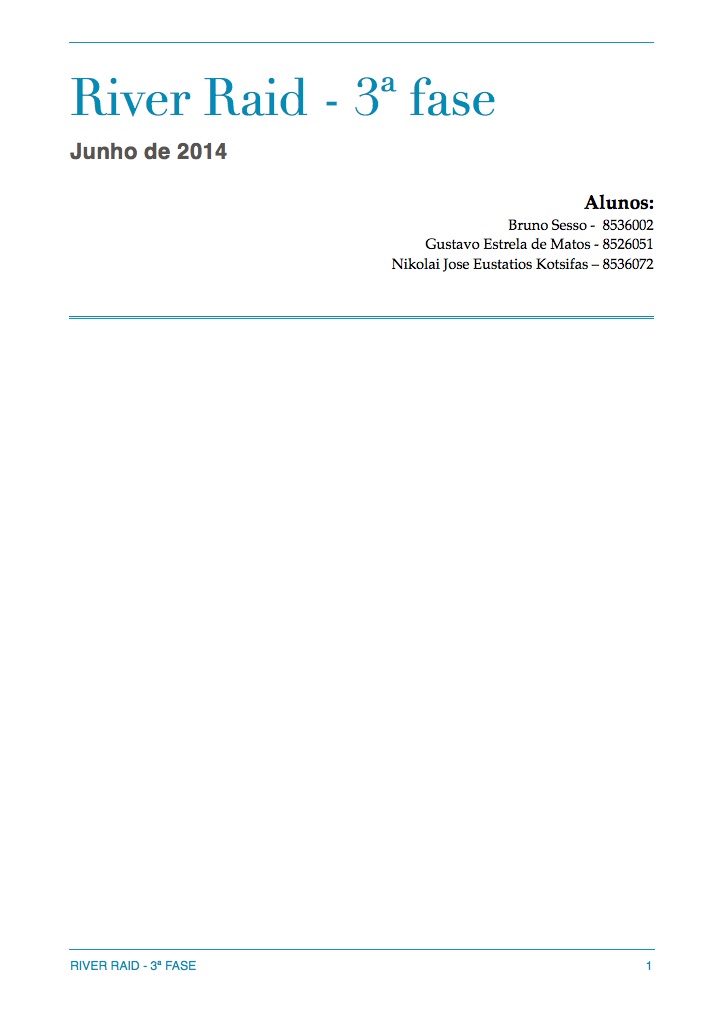 River Raid - 3ª fase
Junho de 2014
Alunos:
Bruno Sesso - 8536002
Gustavo Estrela de Matos - 8526051
Nikolai Jose Eustatios Kotsifas – 8536072
RIVER RAID - 3ª FASE 1